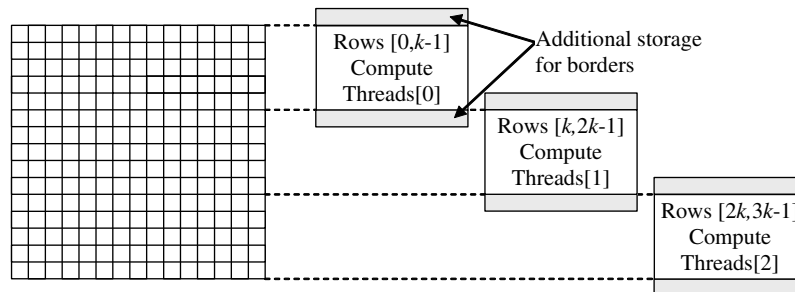 Rows [0,k-1]
Compute
Threads[0]
Additional storage
for borders
Rows [k,2k-1]
Compute
Threads[1]
Rows [2k,3k-1]
Compute
Threads[2]